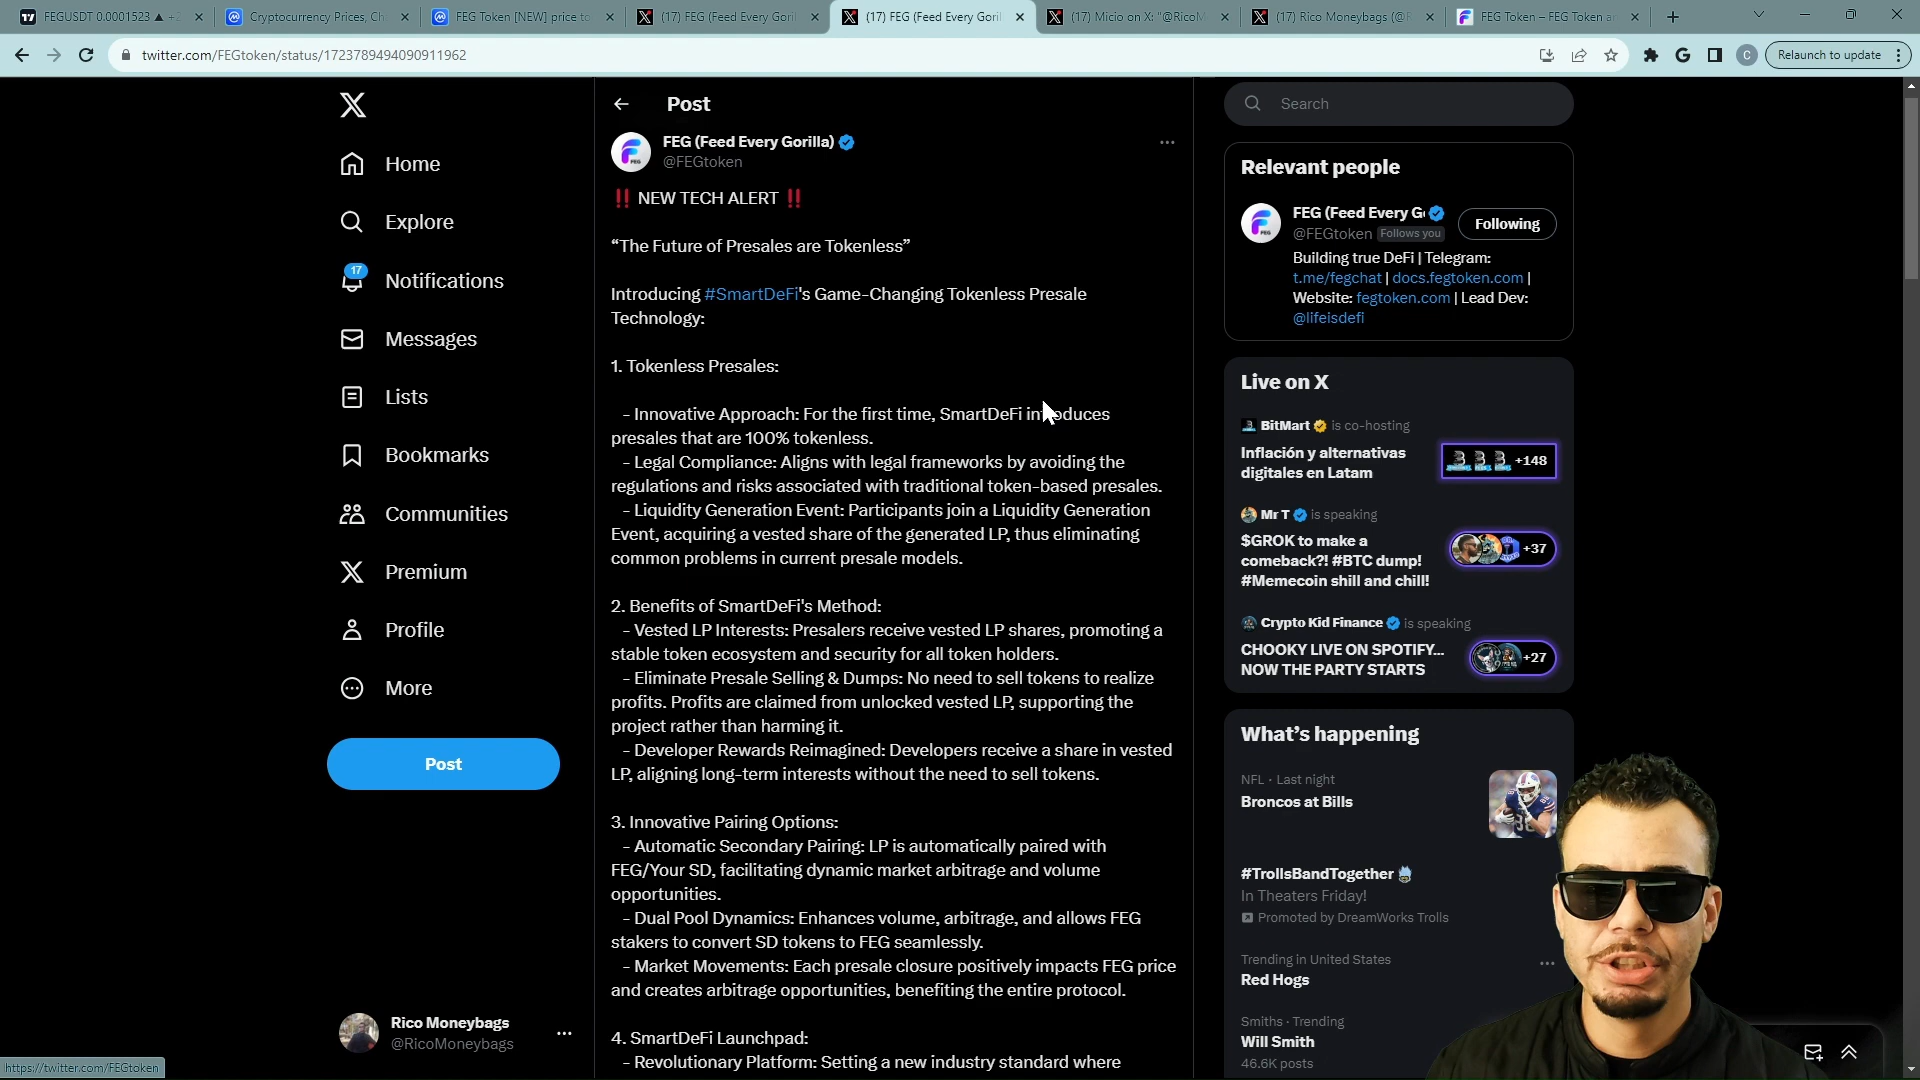 FEGUSDT 0.0001523 ▲ +2
Cryptocurrency Prices, Ch
FEG Token [NEW] price to
(17) FEG (Feed Every Goril
(17) FEG (Feed Every Goril
(17) Micio on X: "@RicoM
(17) Rico Moneybags (@R
FEG Token – FEG Token a
twitter.com/FEGtoken/status/1723789494090911962
C
Relaunch to update
Home
Explore
17
Notifications
Messages
Lists
Bookmarks
Communities
Premium
Profile
More
Post
Rico Moneybags
@RicoMoneybags
https://twitter.com/FEGtoken
Post
FEG (Feed Every Gorilla)
@FEGtoken
‼️ NEW TECH ALERT ‼️
“The Future of Presales are Tokenless”
Introducing #SmartDeFi's Game-Changing Tokenless Presale
Technology:
1. Tokenless Presales:
- Innovative Approach: For the first time, SmartDeFi introduces
presales that are 100% tokenless.
- Legal Compliance: Aligns with legal frameworks by avoiding the
regulations and risks associated with traditional token-based presales.
- Liquidity Generation Event: Participants join a Liquidity Generation
Event, acquiring a vested share of the generated LP, thus eliminating
common problems in current presale models.
2. Benefits of SmartDeFi's Method:
- Vested LP Interests: Presalers receive vested LP shares, promoting a
stable token ecosystem and security for all token holders.
- Eliminate Presale Selling & Dumps: No need to sell tokens to realize
profits. Profits are claimed from unlocked vested LP, supporting the
project rather than harming it.
- Developer Rewards Reimagined: Developers receive a share in vested
LP, aligning long-term interests without the need to sell tokens.
3. Innovative Pairing Options:
- Automatic Secondary Pairing: LP is automatically paired with
FEG/Your SD, facilitating dynamic market arbitrage and volume
opportunities.
- Dual Pool Dynamics: Enhances volume, arbitrage, and allows FEG
stakers to convert SD tokens to FEG seamlessly.
- Market Movements: Each presale closure positively impacts FEG price
and creates arbitrage opportunities, benefiting the entire protocol.
4. SmartDeFi Launchpad:
- Revolutionary Platform: Setting a new industry standard where
Search
Relevant people
FEG (Feed Every G
@FEGtoken Follows you
Following
Building true DeFi | Telegram:
t.me/fegchat | docs.fegtoken.com |
Website: fegtoken.com | Lead Dev:
@lifeisdefi
Live on X
BitMart is co-hosting
Inflación y alternativas
digitales en Latam
+148
Mr T is speaking
$GROK to make a
comeback?! #BTC dump!
#Memecoin shill and chill!
+37
Crypto Kid Finance is speaking
CHOOKY LIVE ON SPOTIFY...
NOW THE PARTY STARTS
+27
What’s happening
NFL · Last night
Broncos at Bills
#TrollsBandTogether
In Theaters Friday!
Promoted by DreamWorks Trolls
Trending in United States
Red Hogs
Smiths · Trending
Will Smith
46.6K posts